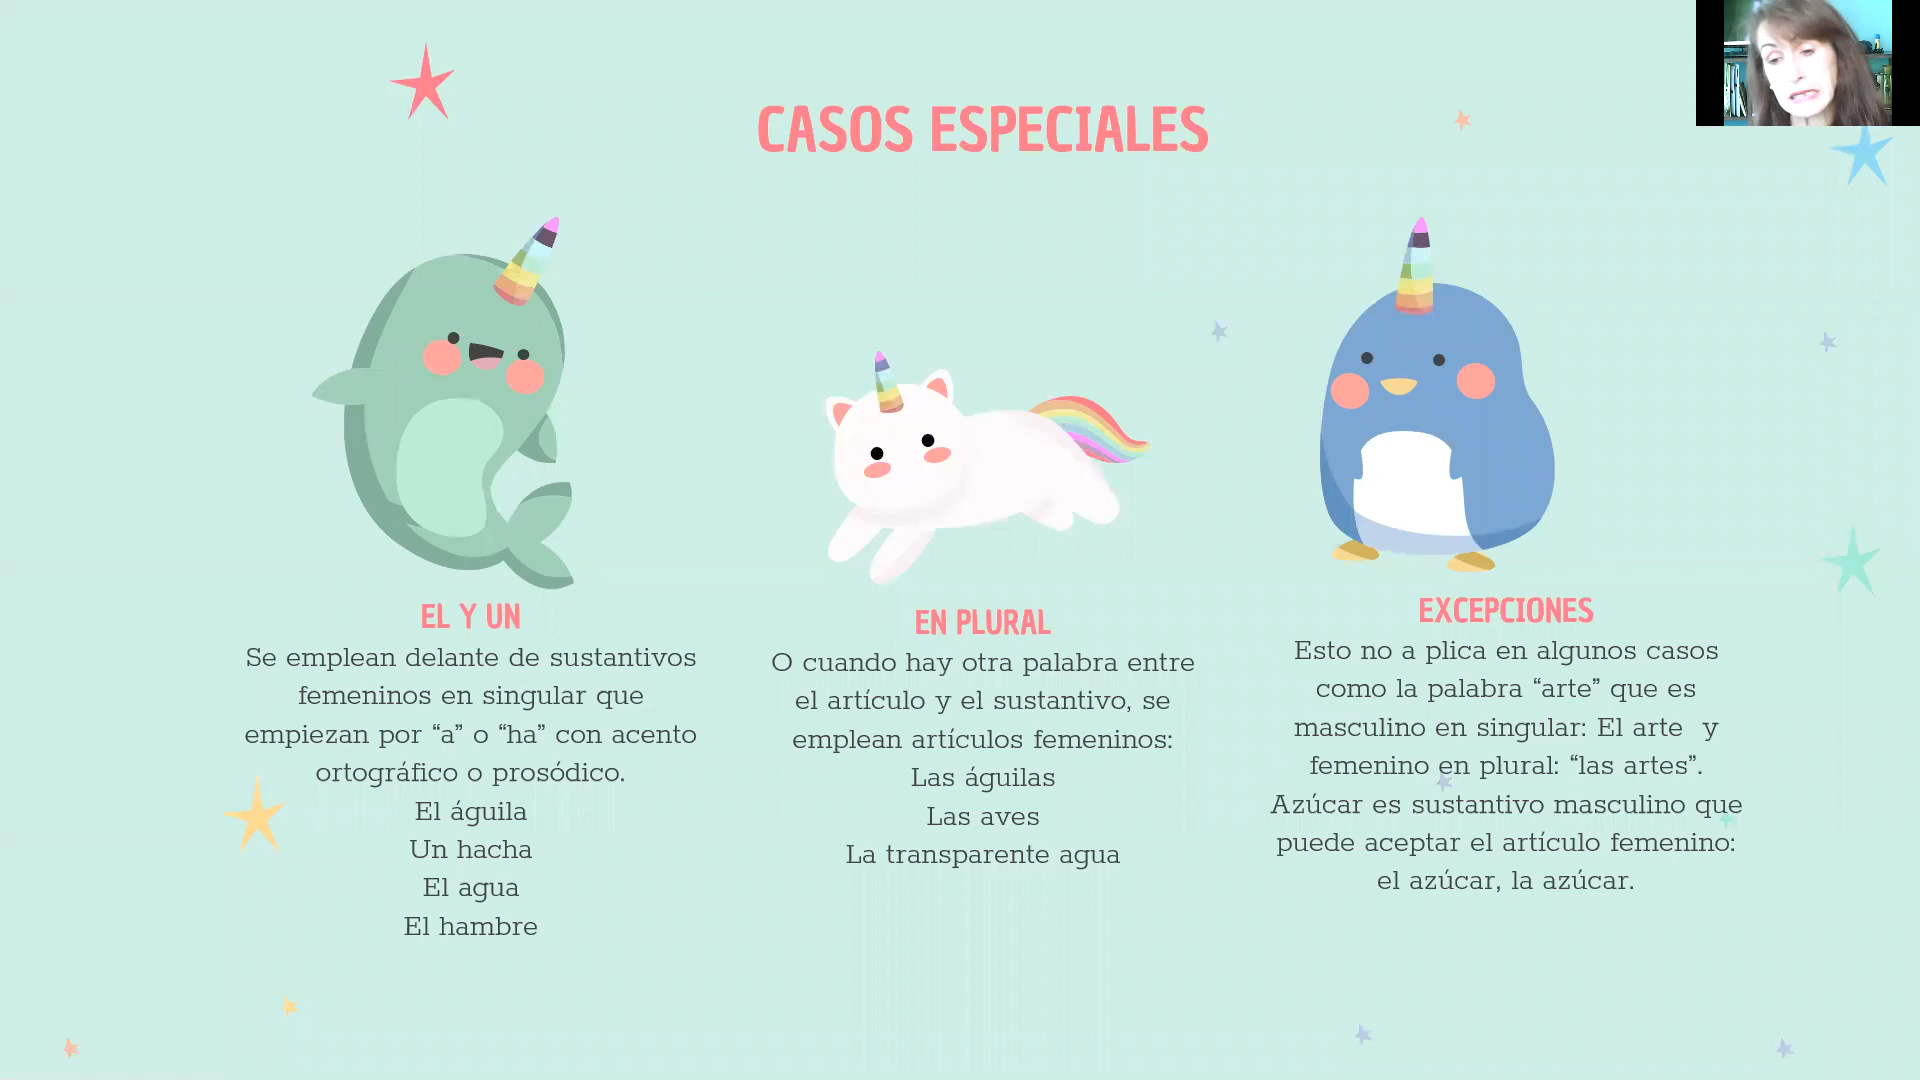 CASOS ESPECIALES
EL Y UN
Se emplean delante de sustantivos
femeninos en singular que
empiezan por “a” o “ha” con acento
ortográfico o prosódico.
El águila
Un hacha
El agua
El hambre
EN PLURAL
O cuando hay otra palabra entre
el artículo y el sustantivo, se
emplean artículos femeninos:
Las águilas
Las aves
La transparente agua
EXCEPCIONES
Esto no a plica en algunos casos
como la palabra “arte” que es
masculino en singular: El arte y
femenino en plural: “las artes”.
Azúcar es sustantivo masculino que
puede aceptar el artículo femenino:
el azúcar, la azúcar.